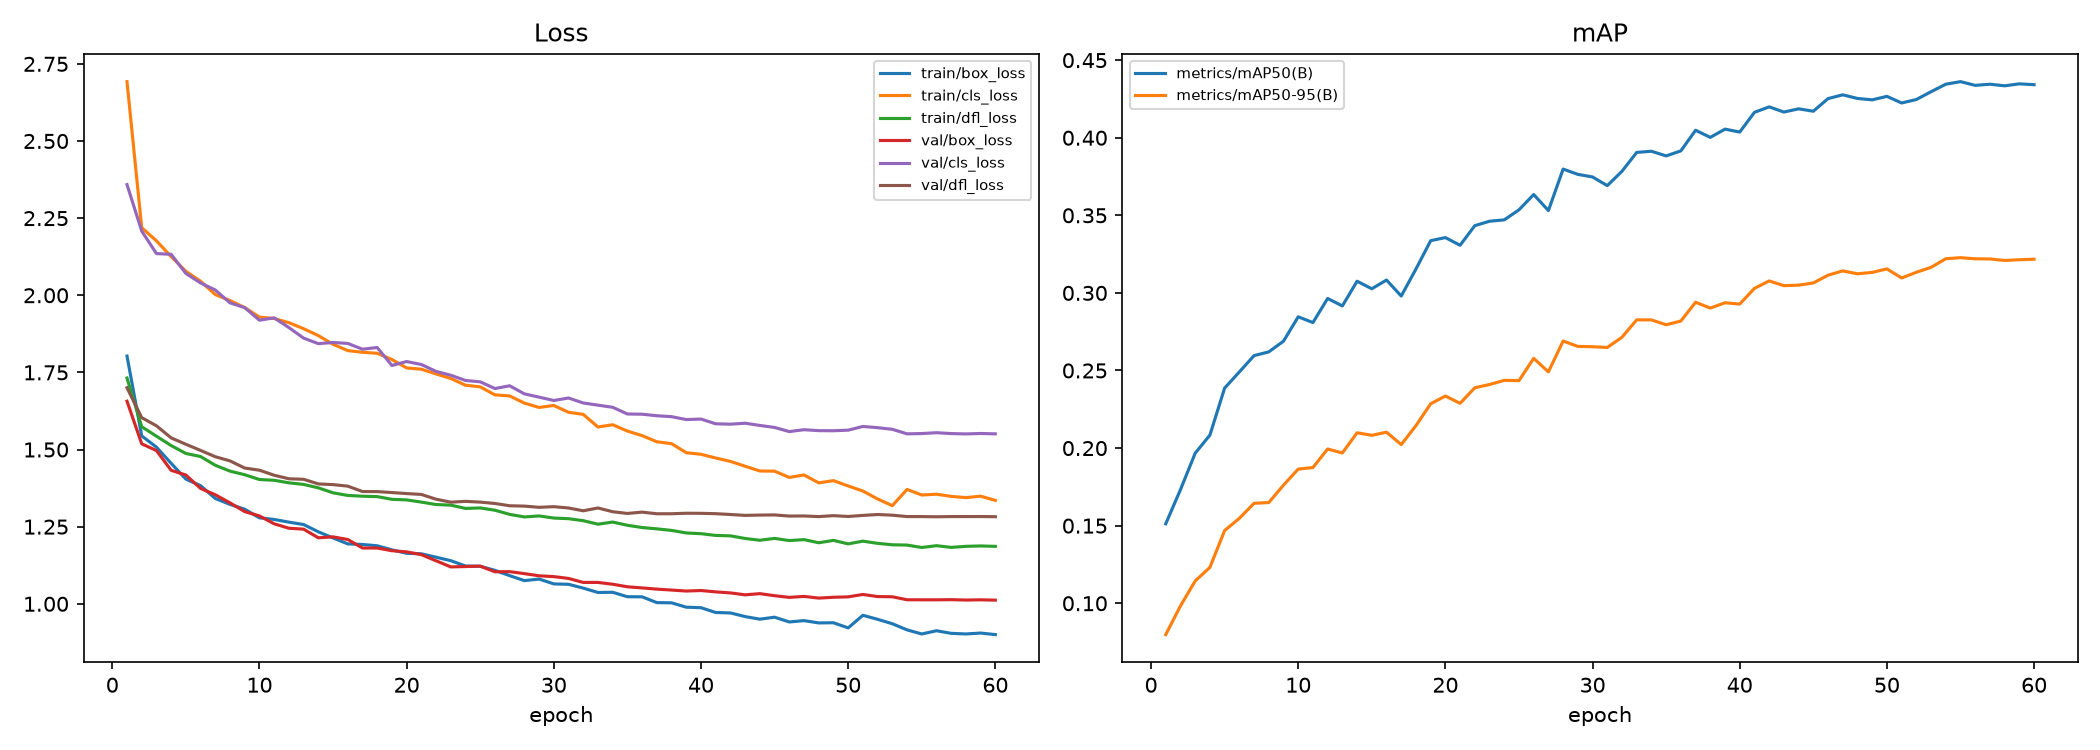 Loss
2.75
2.50
2.25
2.00
1.75
1.50
1.25
1.00
train/box_loss
train/cls_loss
train/dfl_loss
val/box_loss
val/cls_loss
val/dfl_loss
0 10 20 30 40 50 60
epoch
mAP
0.45
0.40
0.35
0.30
0.25
0.20
0.15
0.10
metrics/mAP50(B)
metrics/mAP50-95(B)
0 10 20 30 40 50 60
epoch